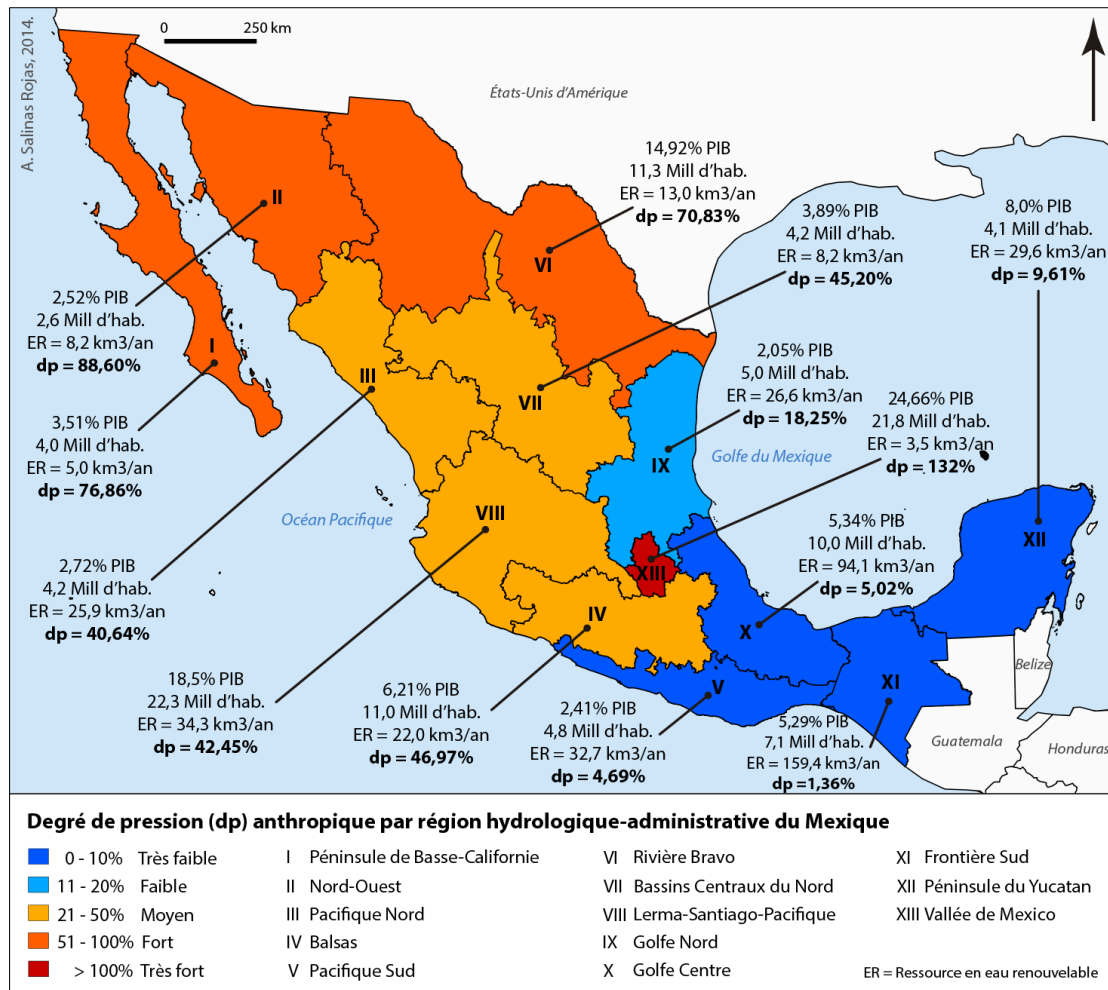 0 250 km
A. Salinas Rojas, 2014.
États-Unis d'Amérique
14,92% PIB
11,3 Mill d'hab.
ER = 13,0 km3/an
dp = 70,83%
3,89% PIB
4,2 Mill d'hab.
ER = 8,2 km3/an
dp = 45,20%
8,0% PIB
4,1 Mill d'hab.
ER = 29,6 km3/an
dp = 9,61%
II
VI
2,52% PIB
2,6 Mill d'hab.
ER = 8,2 km3/an
dp = 88,60%
I
III
VII
2,05% PIB
5,0 Mill d'hab.
ER = 26,6 km3/an
dp = 18,25%
24,66% PIB
21,8 Mill d'hab.
ER = 3,5 km3/an
dp = 132%
3,51% PIB
4,0 Mill d'hab.
ER = 5,0 km3/an
dp = 76,86%
IX
Golfe du Mexique
Océan Pacifique
VIII
XIII
XII
2,72% PIB
4,2 Mill d'hab.
ER = 25,9 km3/an
dp = 40,64%
5,34% PIB
10,0 Mill d'hab.
ER = 94,1 km3/an
dp = 5,02%
IV
X
V
XI
Belize
Guatemala
Honduras
18,5% PIB
22,3 Mill d'hab.
ER = 34,3 km3/an
dp = 42,45%
6,21% PIB
11,0 Mill d'hab.
ER = 22,0 km3/an
dp = 46,97%
2,41% PIB
4,8 Mill d'hab.
ER = 32,7 km3/an
dp = 4,69%
5,29% PIB
7,1 Mill d'hab.
ER = 159,4 km3/an
dp =1,36%
Degré de pression (dp) anthropique par région hydrologique-administrative du Mexique
0 - 10% Très faible
11 - 20% Faible
21 - 50% Moyen
51 - 100% Fort
> 100% Très fort
I Péninsule de Basse-Californie
II Nord-Ouest
III Pacifique Nord
IV Balsas
V Pacifique Sud
VI Rivière Bravo
VII Bassins Centraux du Nord
VIII Lerma-Santiago-Pacifique
IX Golfe Nord
X Golfe Centre
XI Frontière Sud
XII Péninsule du Yucatan
XIII Vallée de Mexico
ER = Ressource en eau renouvelable